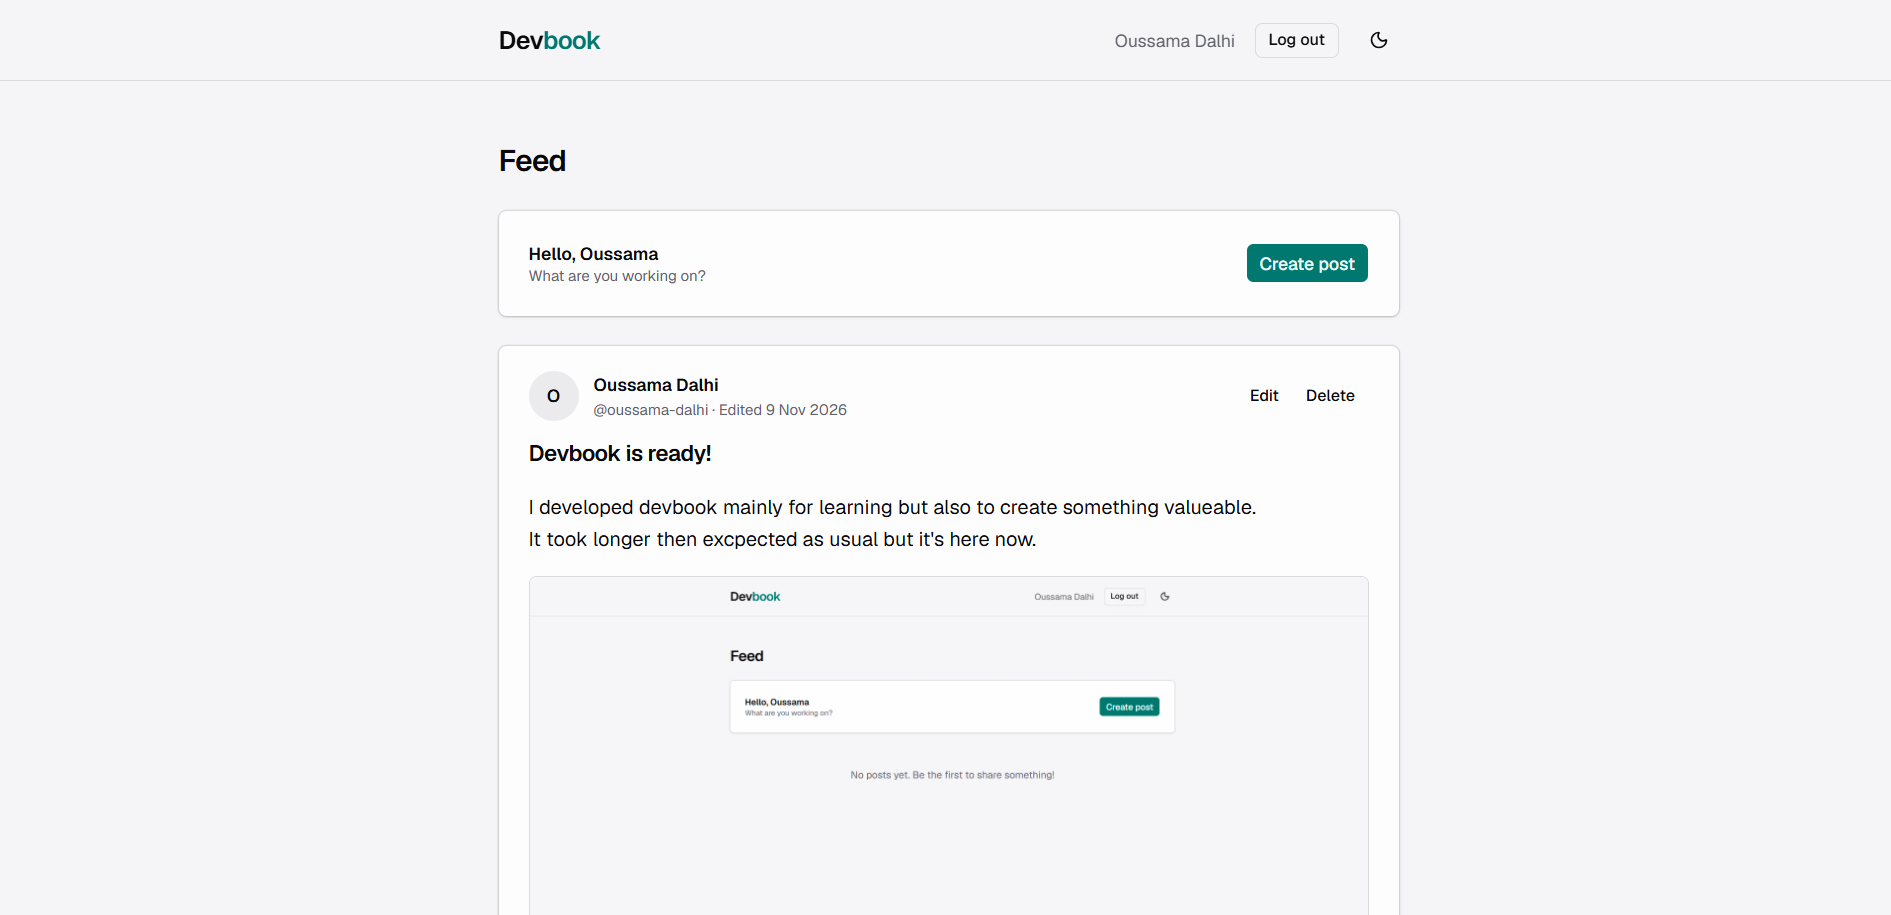 Devbook
Oussama Dalhi Log out
Feed
Hello, Oussama
What are you working on?
Create post
O
Oussama Dalhi
@oussama-dalhi · Edited 9 Nov 2026
Edit Delete
Devbook is ready!
I developed devbook mainly for learning but also to create something valueable.
It took longer then excpected as usual but it's here now.
Devbook
Oussama Dalhi Log out
Feed
Hello, Oussama
What are you working on?
Create post
No posts yet. Be the first to share something!